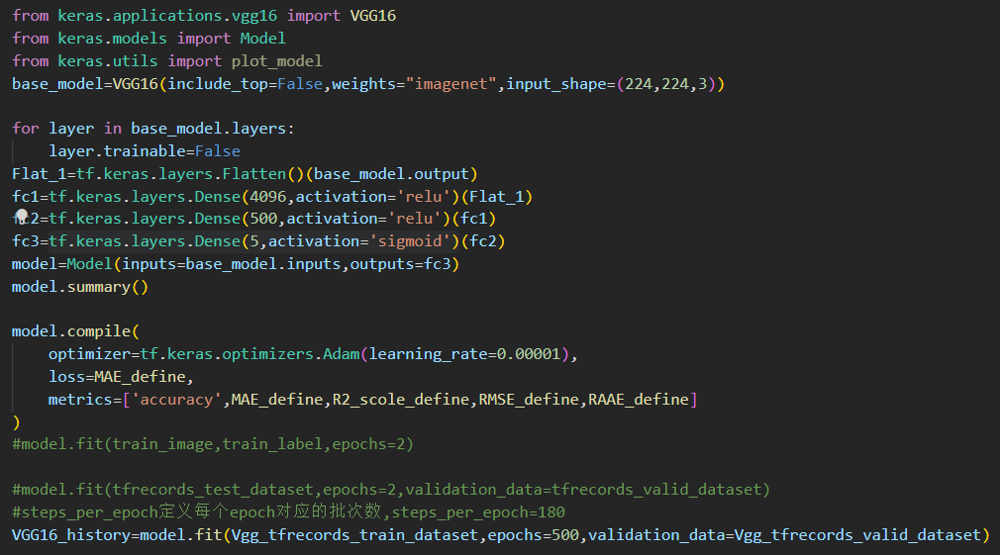 from keras.applications.vgg16 import VGG16
from keras.models import Model
from keras.utils import plot_model
base_model=VGG16(include_top=False,weights="imagenet",input_shape=(224,224,3))
for layer in base_model.layers:
    layer.trainable=False
Flat_1=tf.keras.layers.Flatten()(base_model.output)
fc1=tf.keras.layers.Dense(4096,activation='relu')(Flat_1)
fc2=tf.keras.layers.Dense(500,activation='relu')(fc1)
fc3=tf.keras.layers.Dense(5,activation='sigmoid')(fc2)
model=Model(inputs=base_model.inputs,outputs=fc3)
model.summary()
model.compile(
    optimizer=tf.keras.optimizers.Adam(learning_rate=0.00001),
    loss=MAE_define,
    metrics=['accuracy',MAE_define,R2_scole_define,RMSE_define,RAAE_define]
)
#model.fit(train_image,train_label,epochs=2)
#model.fit(tfrecords_test_dataset,epochs=2,validation_data=tfrecords_valid_dataset)
#steps_per_epoch定义每个epoch对应的批次数,steps_per_epoch=180
VGG16_history=model.fit(Vgg_tfrecords_train_dataset,epochs=500,validation_data=Vgg_tfrecords_valid_dataset)